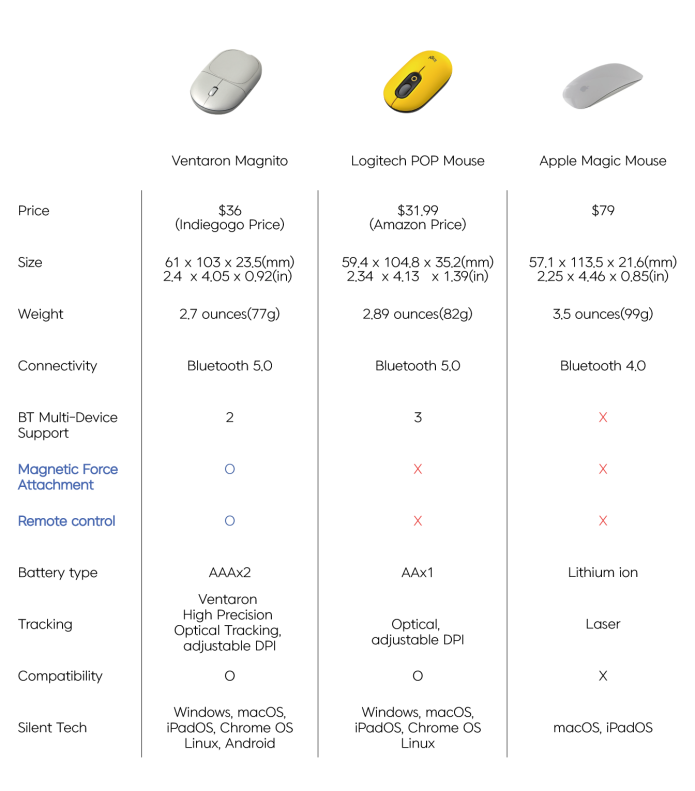 Ventaron Magnito Logitech POP Mouse Apple Magic Mouse
Price $36 $31.99 $79
(Indiegogo Price) (Amazon Price)
Size 61 x 103 x 23.5(mm) 59.4 x 104.8 x 35.2(mm) 57.1 x 113.5 x 21.6(mm)
2.4 x 4.05 x 0.92(in) 2.34 x 4.13 x 1.39(in) 2.25 x 4.46 x 0.85(in)
Weight 2.7 ounces(77g) 2.89 ounces(82g) 3.5 ounces(99g)
Connectivity Bluetooth 5.0 Bluetooth 5.0 Bluetooth 4.0
BT Multi-Device 2 3 X
Support
Magnetic Force O X X
Attachment
Remote control O X X
Battery type AAAx2 AAx1 Lithium ion
Ventaron
High Precision
Tracking Optical Tracking, Optical, Laser
adjustable DPI adjustable DPI
Compatibility O O X
Windows, macOS, Windows, macOS,
Silent Tech iPadOS, Chrome OS iPadOS, Chrome OS macOS, iPadOS
Linux, Android Linux